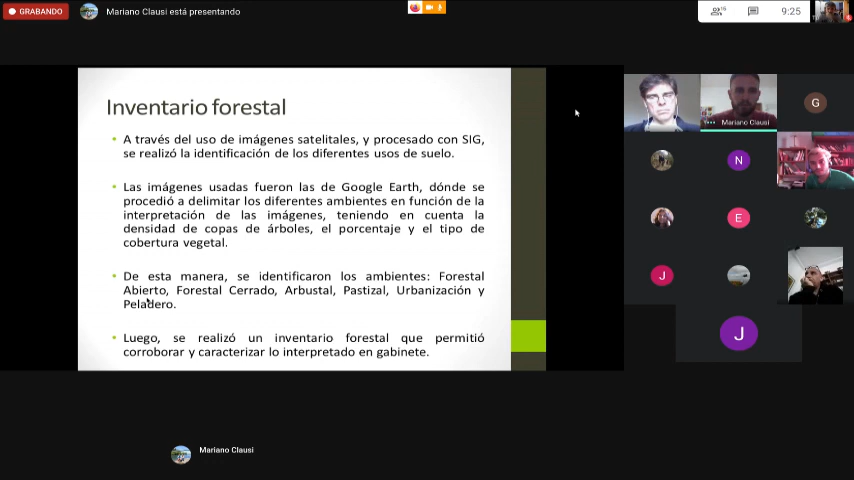 GRABANDO
Mariano Clausi está presentando
16
9:25
Inventario forestal
• A través del uso de imágenes satelitales, y procesado con SIG,
se realizó la identificación de los diferentes usos de suelo.
• Las imágenes usadas fueron las de Google Earth, dónde se
procedió a delimitar los diferentes ambientes en función de la
interpretación de las imágenes, teniendo en cuenta la
densidad de copas de árboles, el porcentaje y el tipo de
cobertura vegetal.
• De esta manera, se identificaron los ambientes: Forestal
Abierto, Forestal Cerrado, Arbustal, Pastizal, Urbanización y
Peladero.
• Luego, se realizó un inventario forestal que permitió
corroborar y caracterizar lo interpretado en gabinete.
Mariano Clausi
G
N
E
J
J
Mariano Clausi